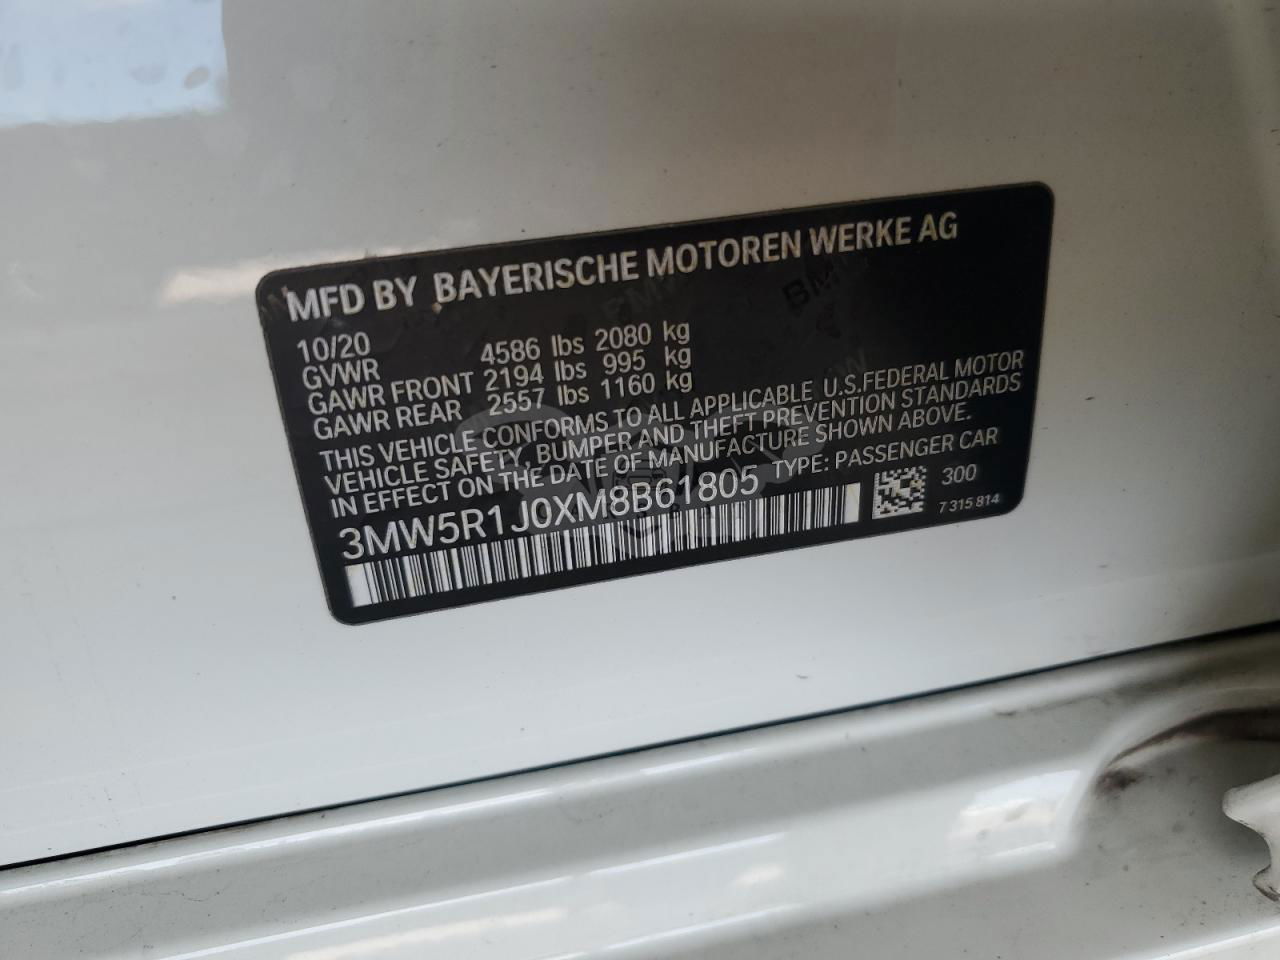 MFD BY BAYERISCHE MOTOREN WERKE AG
10/20
GVWR 4586 lbs 2080 kg
GAWR FRONT 2194 lbs 995 kg
GAWR REAR 2557 lbs 1160 kg
THIS VEHICLE CONFORMS TO ALL APPLICABLE U.S.FEDERAL MOTOR
VEHICLE SAFETY, BUMPER AND THEFT PREVENTION STANDARDS
IN EFFECT ON THE DATE OF MANUFACTURE SHOWN ABOVE.
3MW5R1J0XM8B61805 TYPE: PASSENGER CAR
300
7 315 814
BMW
BMW